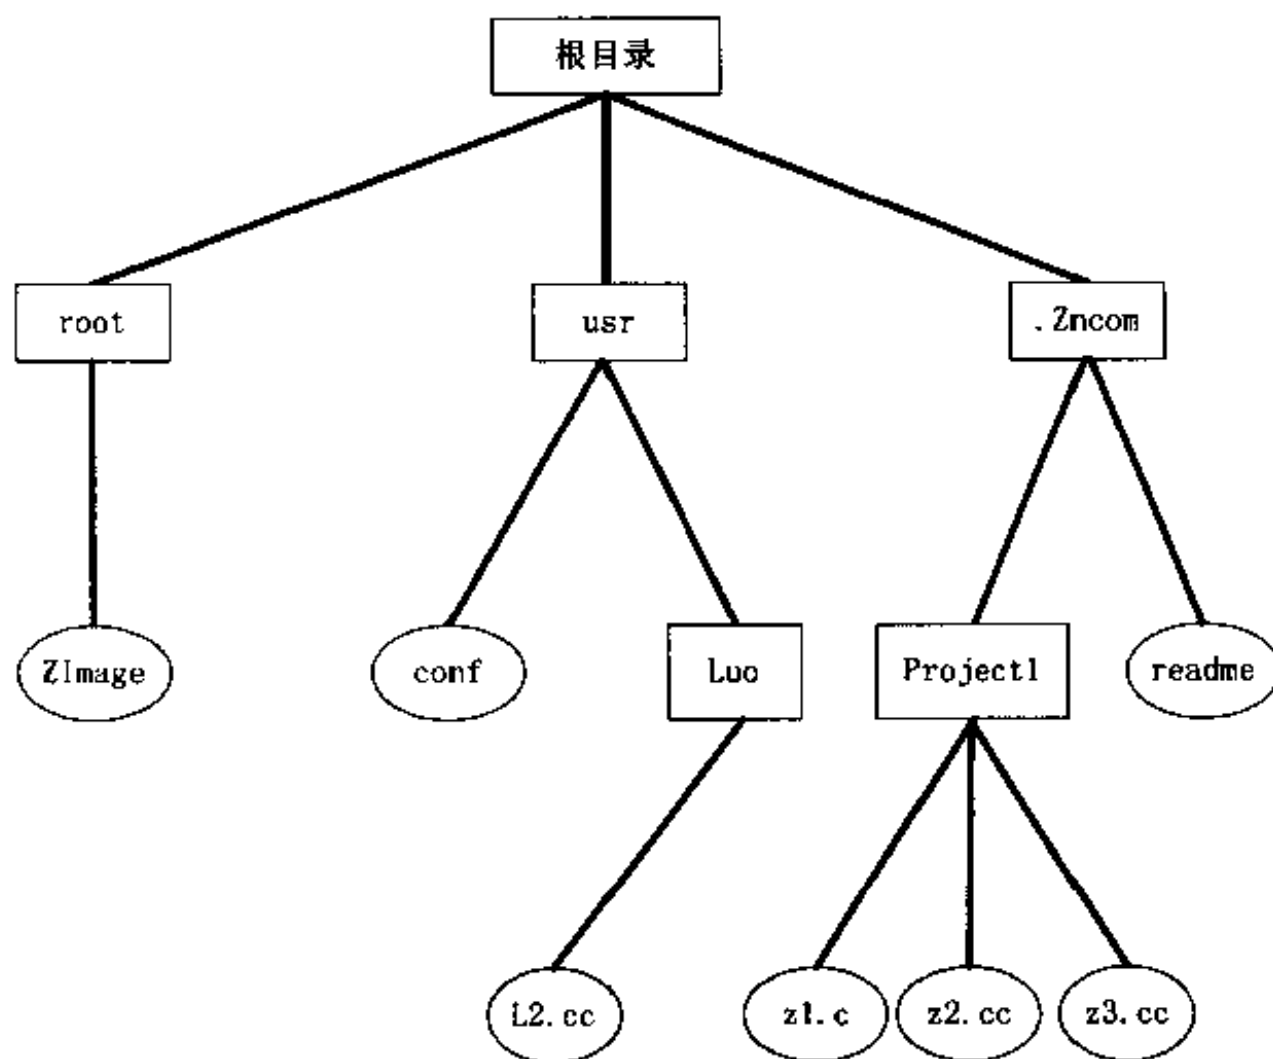 根目录
root
usr
.Zncom
ZImage
conf
Luo
Project1
readme
L2.cc
z1.c
z2.cc
z3.cc